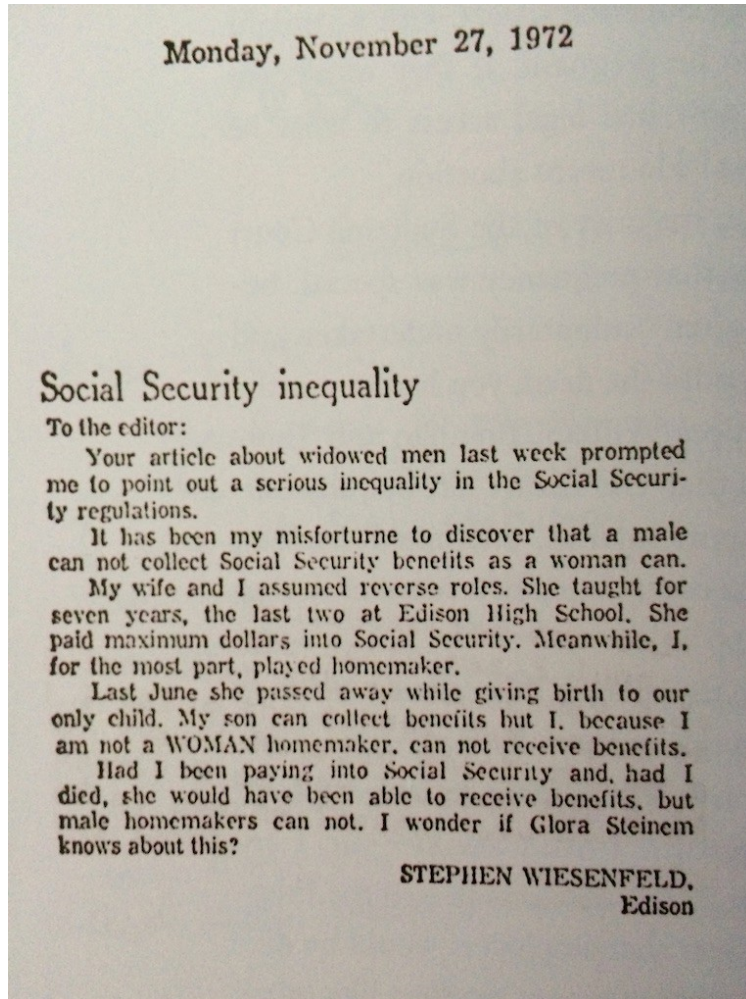 Monday, November 27, 1972
Social Security inequality
To the editor:
Your article about widowed men last week prompted
me to point out a serious inequality in the Social Securi-
ty regulations.
It has been my misforturne to discover that a male
can not collect Social Security benefits as a woman can.
My wife and I assumed reverse roles. She taught for
seven years, the last two at Edison High School. She
paid maximum dollars into Social Security. Meanwhile, I,
for the most part, played homemaker.
Last June she passed away while giving birth to our
only child. My son can collect benefits but I, because I
am not a WOMAN homemaker, can not receive benefits.
Had I been paying into Social Security and, had I
died, she would have been able to receive benefits, but
male homemakers can not. I wonder if Glora Steinem
knows about this?
STEPHEN WIESENFELD,
Edison